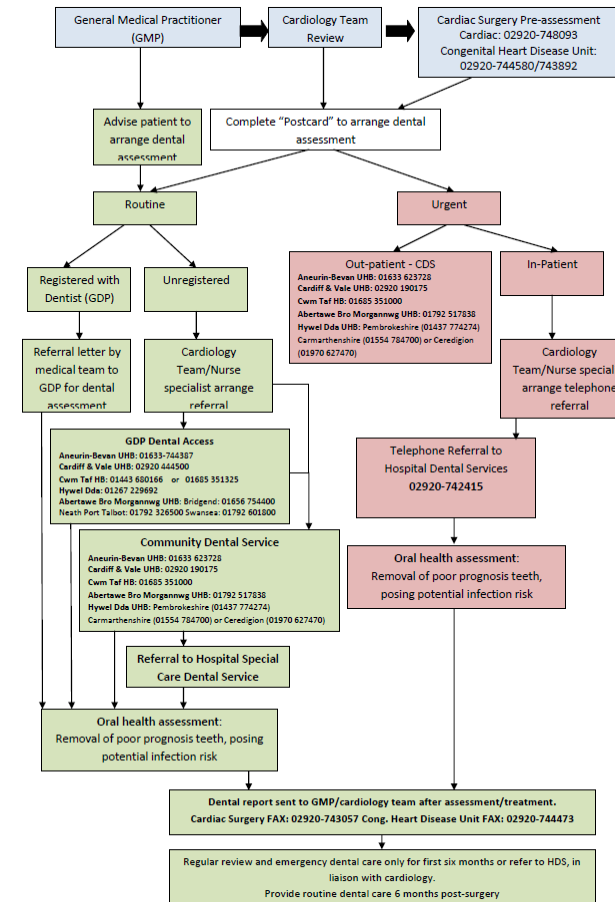 General Medical Practitioner
(GMP)
Cardiology Team
Review
Cardiac Surgery Pre-assessment
Cardiac: 02920-748093
Congenital Heart Disease Unit:
02920-744580/743892
Advise patient to
arrange dental
assessment
Complete “Postcard” to arrange dental
assessment
Routine
Urgent
Registered with
Dentist (GDP)
Unregistered
Out-patient - CDS
Aneurin-Bevan UHB: 01633 623728
Cardiff & Vale UHB: 02920 190175
Cwm Taf HB: 01685 351000
Abertawe Bro Morgannwg UHB: 01792 517838
Hywel Dda UHB: Pembrokeshire (01437 774274)
Carmarthenshire (01554 784700) or Ceredigion
(01970 627470)
In-Patient
Referral letter by
medical team to
GDP for dental
assessment
Cardiology
Team/Nurse
specialist arrange
referral
Cardiology
Team/Nurse special
arrange telephone
referral
GDP Dental Access
Aneurin-Bevan UHB: 01633-744387
Cardiff & Vale UHB: 02920 444500
Cwm Taf HB: 01443 680166 or 01685 351325
Hywel Dda: 01267 229692
Abertawe Bro Morgannwg UHB: Bridgend: 01656 754400
Neath Port Talbot: 01792 326500 Swansea: 01792 601800
Telephone Referral to
Hospital Dental Services
02920-742415
Community Dental Service
Aneurin-Bevan UHB: 01633 623728
Cardiff & Vale UHB: 02920 190175
Cwm Taf HB: 01685 351000
Abertawe Bro Morgannwg UHB: 01792 517838
Hywel Dda UHB: Pembrokeshire (01437 774274)
Carmarthenshire (01554 784700) or Ceredigion (01970 627470)
Oral health assessment:
Removal of poor prognosis teeth,
posing potential infection risk
Referral to Hospital Special
Care Dental Service
Oral health assessment:
Removal of poor prognosis teeth, posing
potential infection risk
Dental report sent to GMP/cardiology team after assessment/treatment.
Cardiac Surgery FAX: 02920-743057 Cong. Heart Disease Unit FAX: 02920-744473
Regular review and emergency dental care only for first six months or refer to HDS, in
liaison with cardiology.
Provide routine dental care 6 months post-surgery